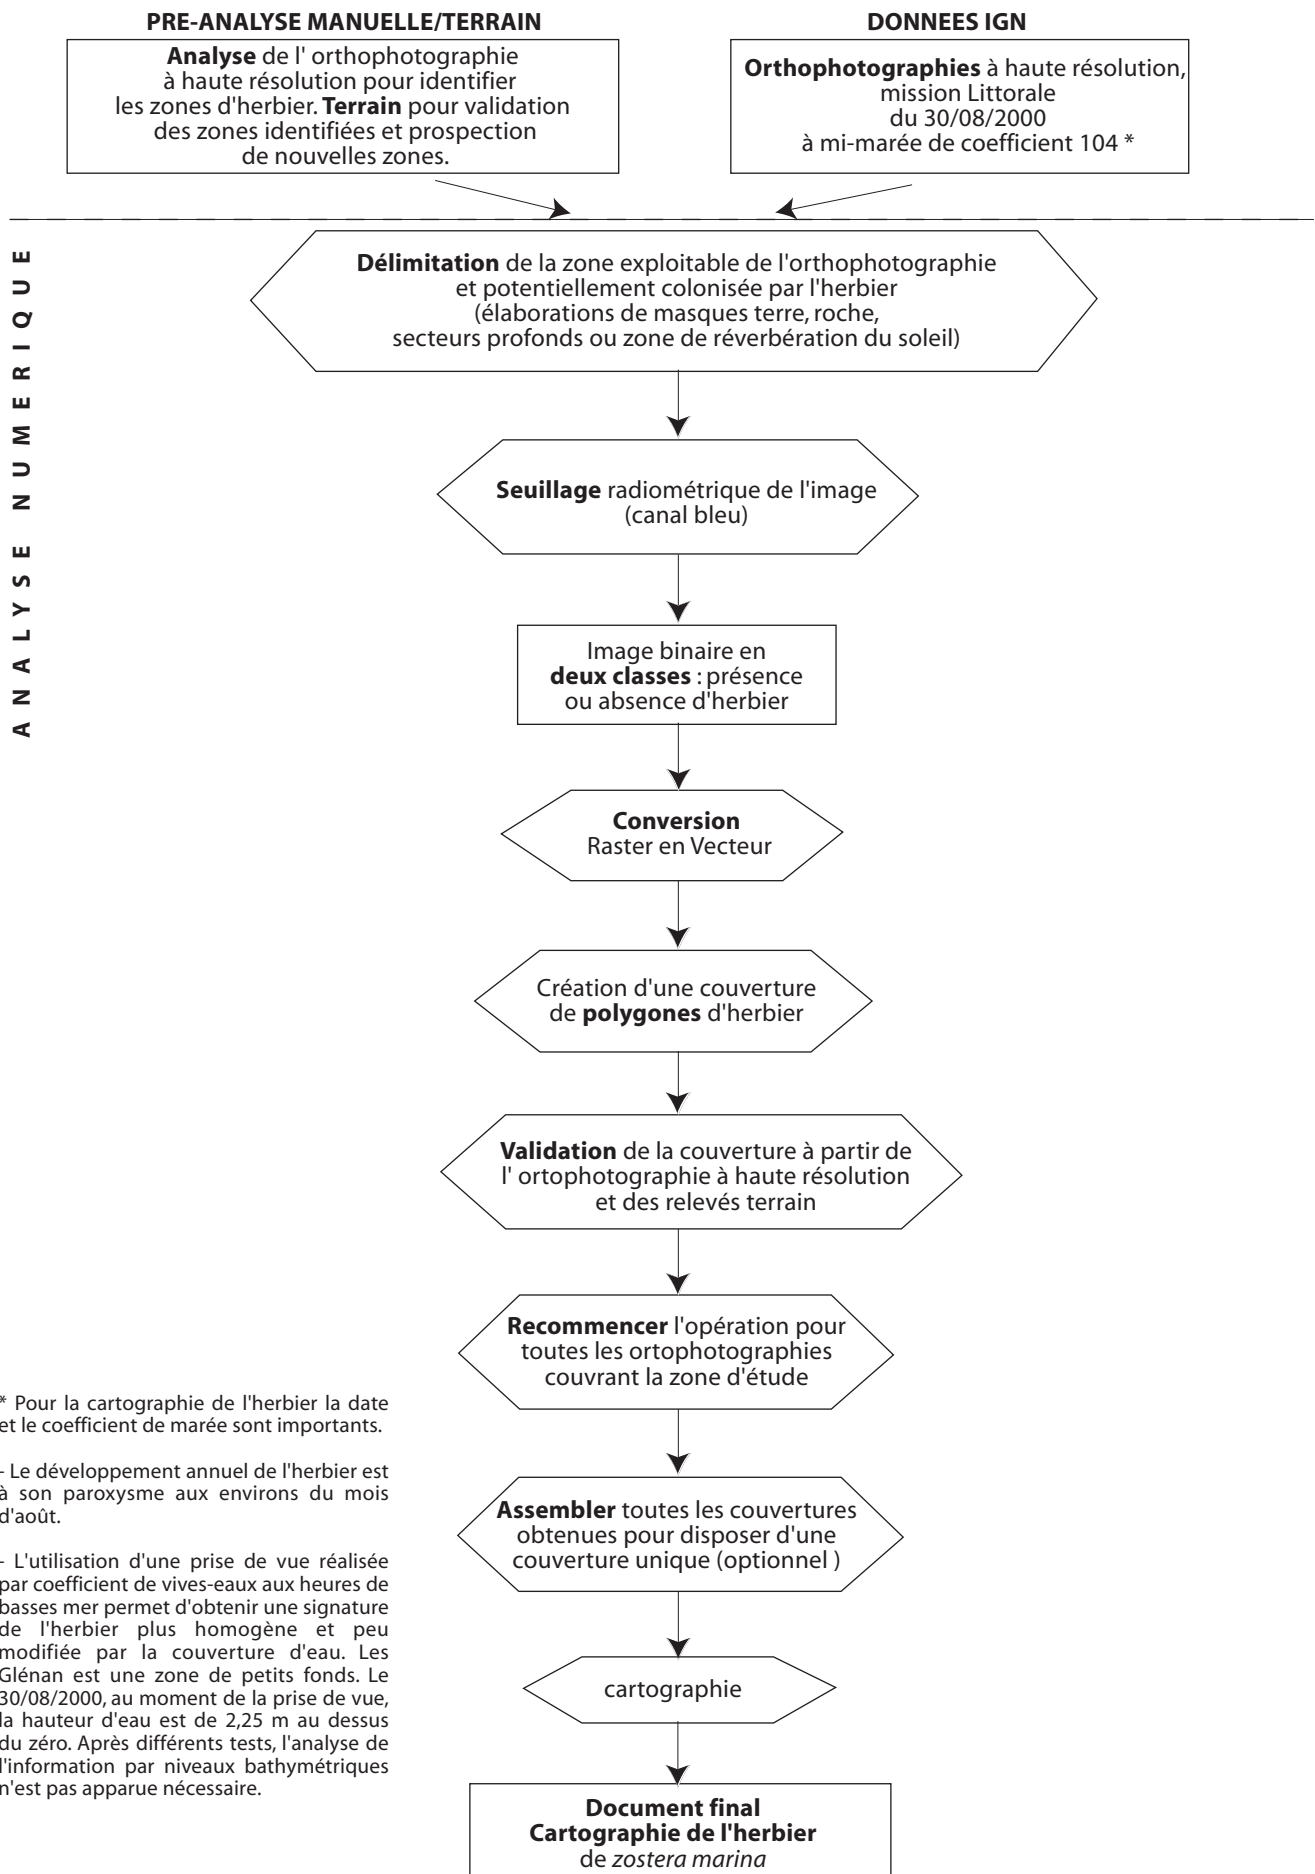 PRE-ANALYSE MANUELLE/TERRAIN
Analyse de l' orthophotographie
à haute résolution pour identifier
les zones d'herbier. Terrain pour validation
des zones identifiées et prospection
de nouvelles zones.
DONNEES IGN
Orthophotographies à haute résolution,
mission Littorale
du 30/08/2000
à mi-marée de coefficient 104 *
ANALYSE NUMERIQUE
Délimitation de la zone exploitable de l'orthophotographie
et potentiellement colonisée par l'herbier
(élaborations de masques terre, roche,
secteurs profonds ou zone de réverbération du soleil)
Seuillage radiométrique de l'image
(canal bleu)
Image binaire en
deux classes : présence
ou absence d'herbier
Conversion
Raster en Vecteur
Création d'une couverture
de polygones d'herbier
Validation de la couverture à partir de
l' ortophotographie à haute résolution
et des relevés terrain
Recommencer l'opération pour
toutes les ortophotographies
couvrant la zone d'étude
Assembler toutes les couvertures
obtenues pour disposer d'une
couverture unique (optionnel )
cartographie
Document final
Cartographie de l'herbier
de zostera marina
* Pour la cartographie de l'herbier la date
et le coefficient de marée sont importants.
- Le développement annuel de l'herbier est
à son paroxysme aux environs du mois
d'août.
- L'utilisation d'une prise de vue réalisée
par coefficient de vives-eaux aux heures de
basses mer permet d'obtenir une signature
de l'herbier plus homogène et peu
modifiée par la couverture d'eau. Les
Glénan est une zone de petits fonds. Le
30/08/2000, au moment de la prise de vue,
la hauteur d'eau est de 2,25 m au dessus
du zéro. Après différents tests, l'analyse de
l'information par niveaux bathymétriques
n'est pas apparue nécessaire.